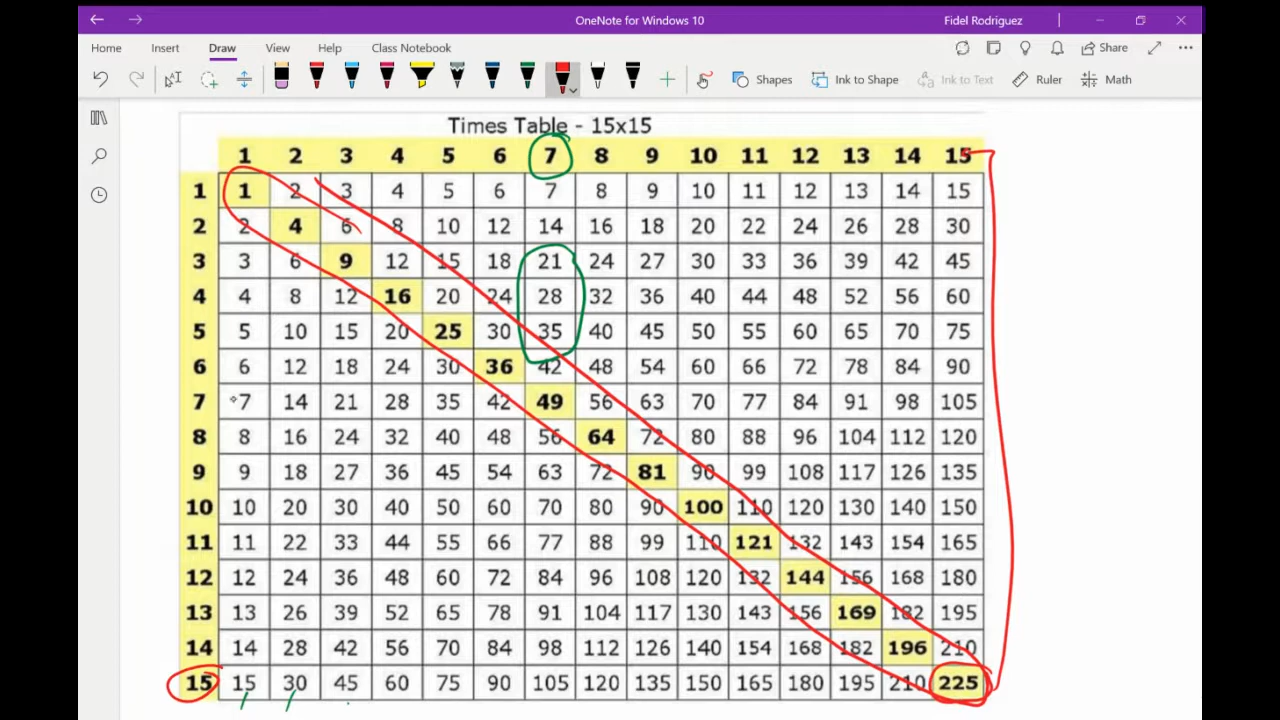 OneNote for Windows 10 Fidel Rodriguez
Home Insert Draw View Help Class Notebook Share
Shapes Ink to Shape Ink to Text Ruler Math
Times Table - 15x15
1 2 3 4 5 6 7 8 9 10 11 12 13 14 15
1 1 2 3 4 5 6 7 8 9 10 11 12 13 14 15
2 2 4 6 8 10 12 14 16 18 20 22 24 26 28 30
3 3 6 9 12 15 18 21 24 27 30 33 36 39 42 45
4 4 8 12 16 20 24 28 32 36 40 44 48 52 56 60
5 5 10 15 20 25 30 35 40 45 50 55 60 65 70 75
6 6 12 18 24 30 36 42 48 54 60 66 72 78 84 90
7 7 14 21 28 35 42 49 56 63 70 77 84 91 98 105
8 8 16 24 32 40 48 56 64 72 80 88 96 104 112 120
9 9 18 27 36 45 54 63 72 81 90 99 108 117 126 135
10 10 20 30 40 50 60 70 80 90 100 110 120 130 140 150
11 11 22 33 44 55 66 77 88 99 110 121 132 143 154 165
12 12 24 36 48 60 72 84 96 108 120 132 144 156 168 180
13 13 26 39 52 65 78 91 104 117 130 143 156 169 182 195
14 14 28 42 56 70 84 98 112 126 140 154 168 182 196 210
15 15 30 45 60 75 90 105 120 135 150 165 180 195 210 225